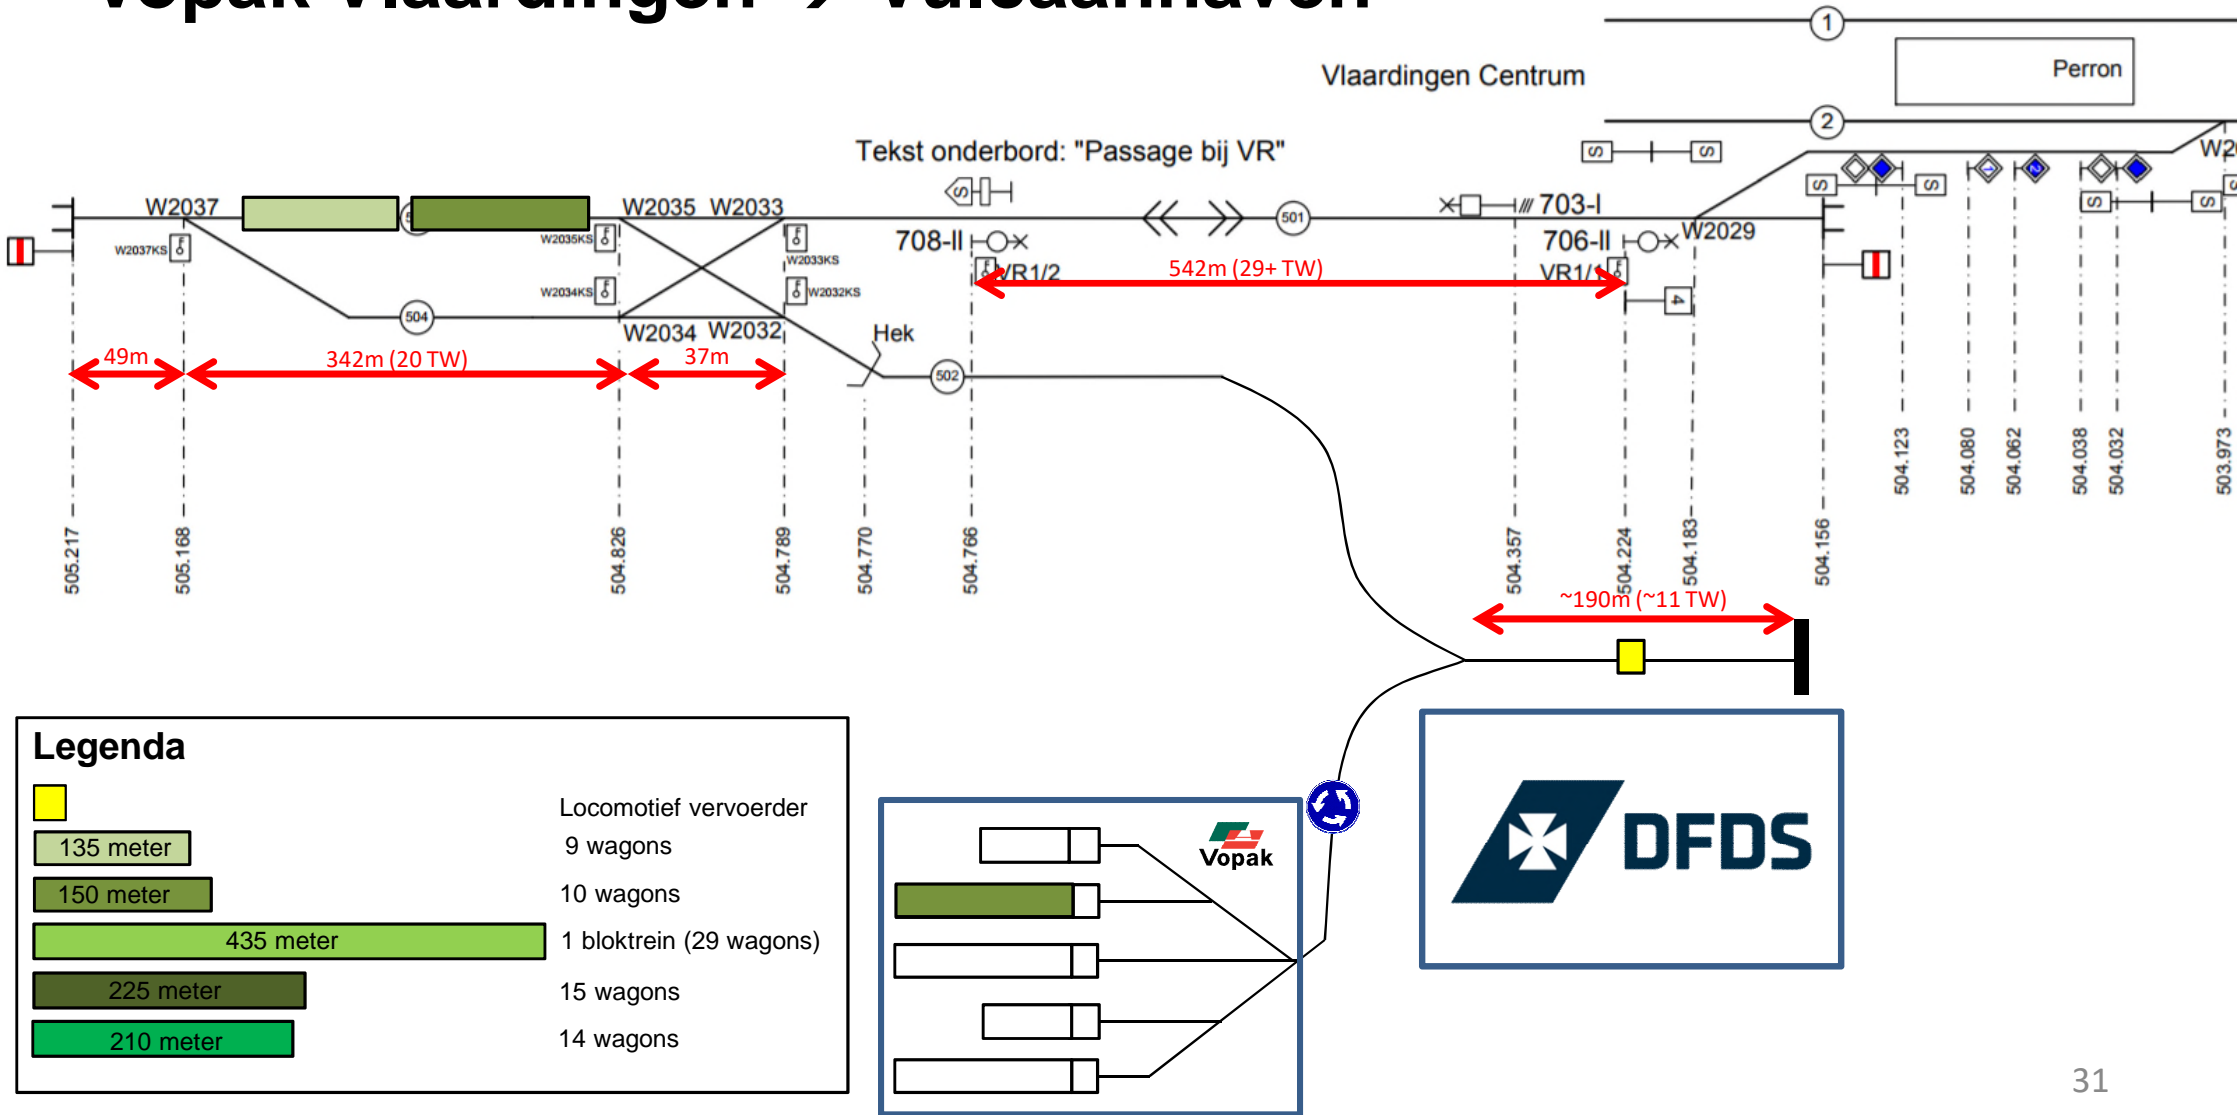 Vopak Vlaardingen → Vulcaanhaven
1
Vlaardingen Centrum
Perron
2
Tekst onderbord: "Passage bij VR"
S
S
S
S
S
S
S
1
2
W2037
W2035 W2033
703-I
W2029
501
W2037KS
W2035KS
W2033KS
708-II
706-II
VR1/2
542m (29+ TW)
W2034KS
W2032KS
4
504
W2034 W2032
Hek
49m
342m (20 TW)
37m
502
505.217
505.168
504.826
504.789
504.770
504.766
504.357
504.224
504.183
504.156
504.123
504.080
504.062
504.038
504.032
503.973
~190m (~11 TW)
Legenda
Locomotief vervoerder
135 meter
9 wagons
150 meter
10 wagons
435 meter
1 bloktrein (29 wagons)
225 meter
15 wagons
210 meter
14 wagons
Vopak
DFDS
31